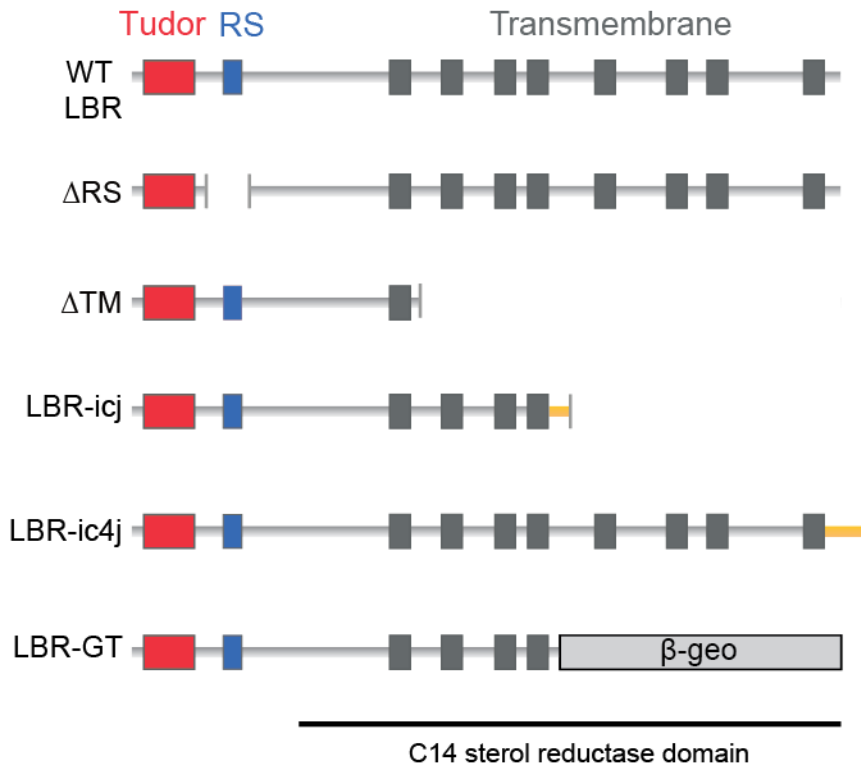 Tudor RS Transmembrane
WT
LBR
ΔRS
ΔTM
LBR-icj
LBR-ic4j
LBR-GT
β-geo
C14 sterol reductase domain